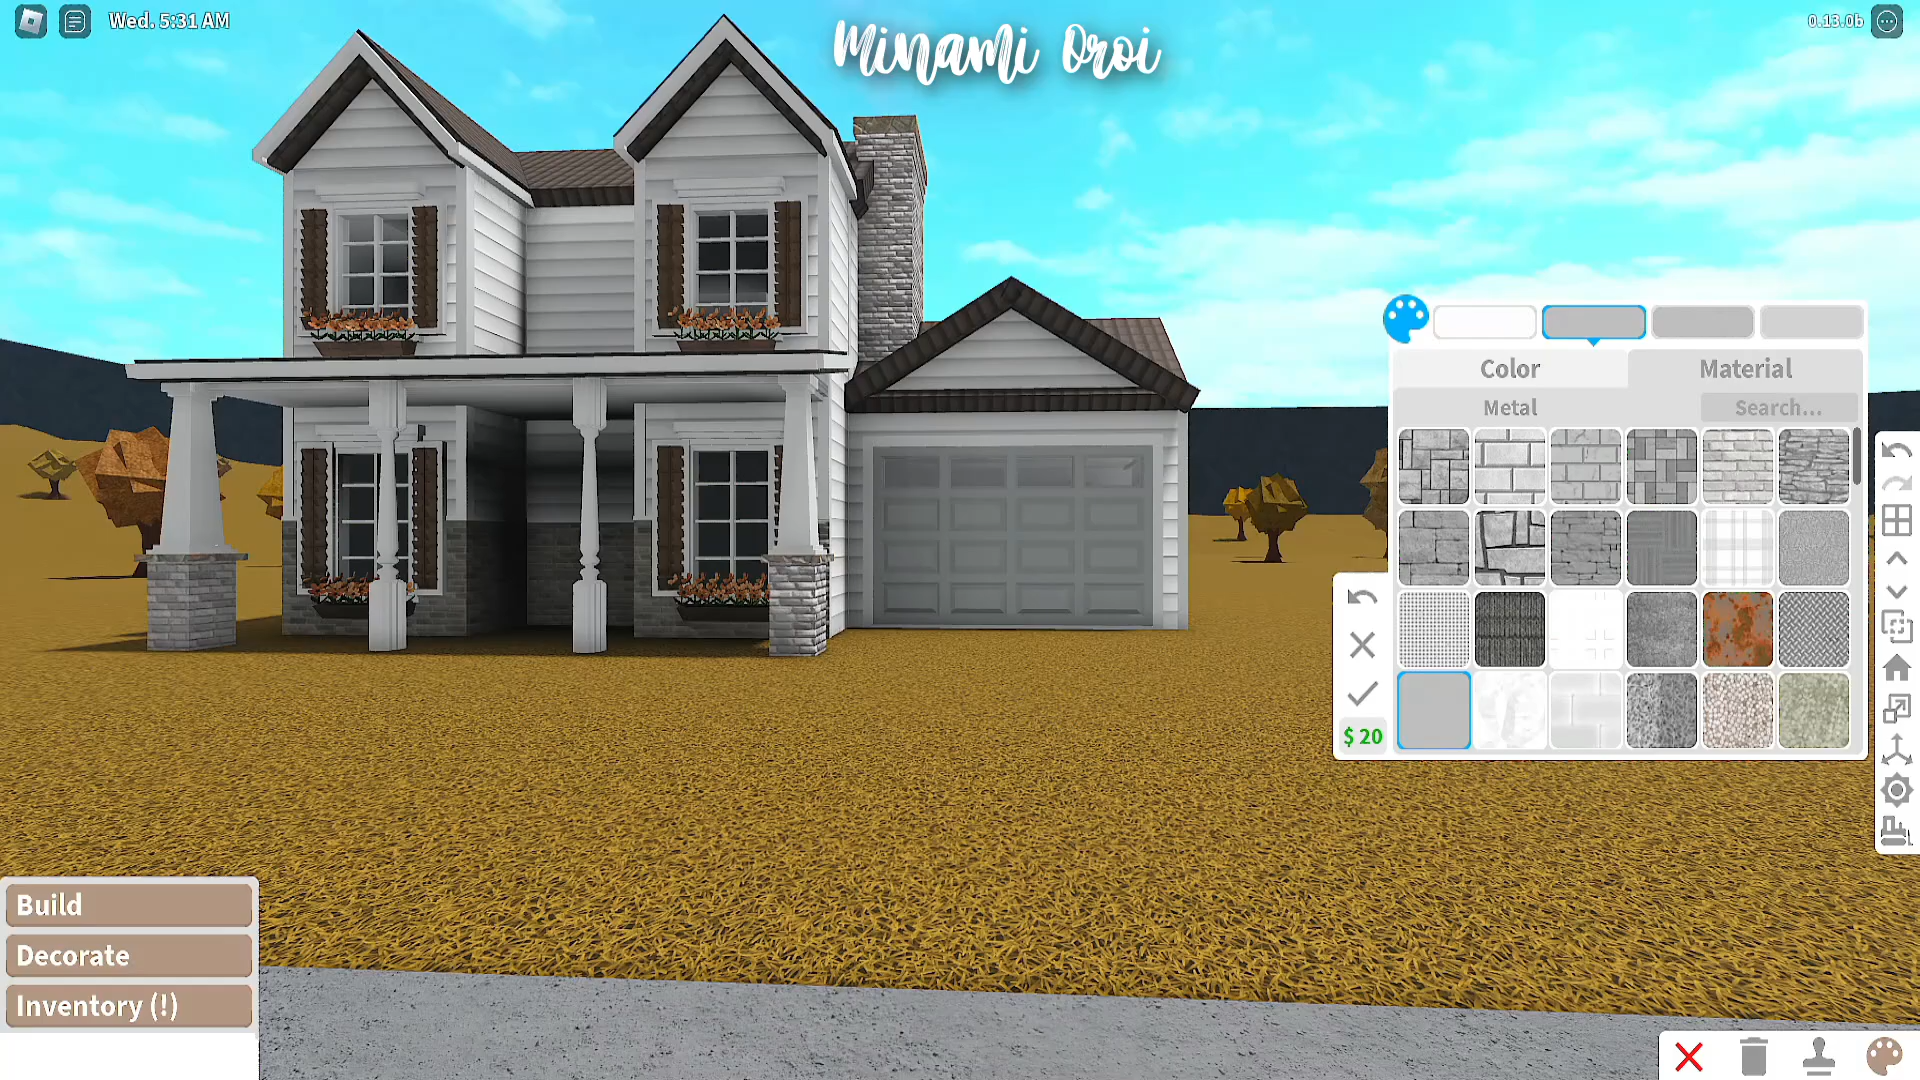 Wed. 5:31 AM
Minami Oroi
0.13.0b
Color
Material
Metal
Search...
$ 20
Build
Decorate
Inventory (!)